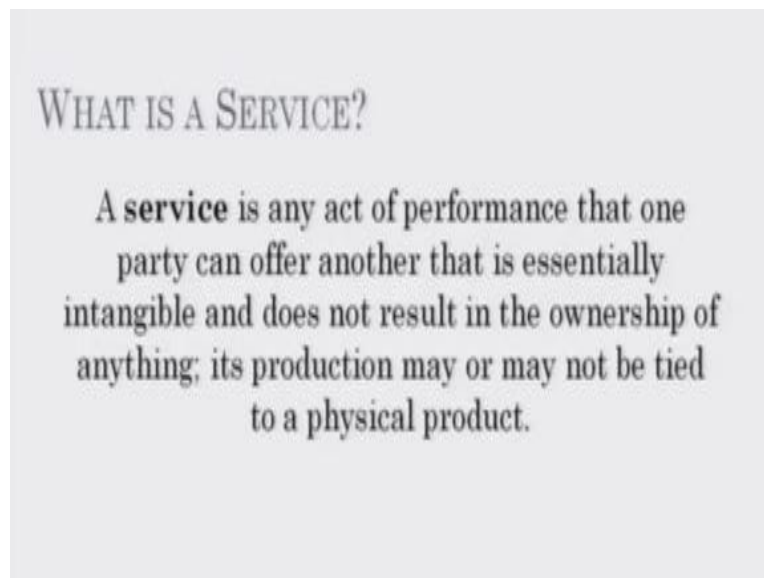 WHAT IS A SERVICE?
A service is any act of performance that one
party can offer another that is essentially
intangible and does not result in the ownership of
anything; its production may or may not be tied
to a physical product.